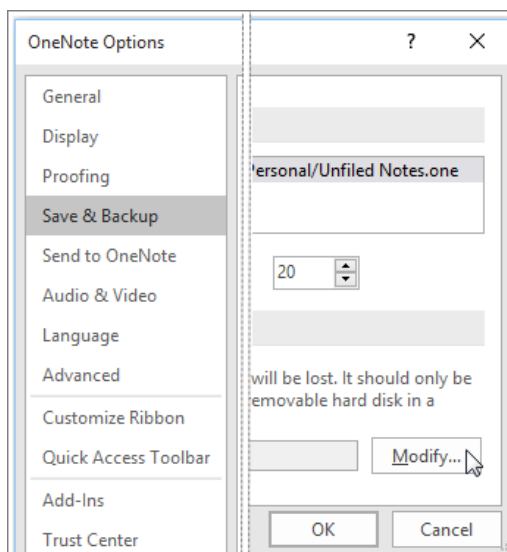 OneNote Options
?
General
Display
Proofing
Save & Backup
Send to OneNote
Audio & Video
Language
Advanced
Customize Ribbon
Quick Access Toolbar
Add-Ins
Trust Center
Personal/Unfiled Notes.one
20
will be lost. It should only be
removable hard disk in a
Modify...
OK
Cancel